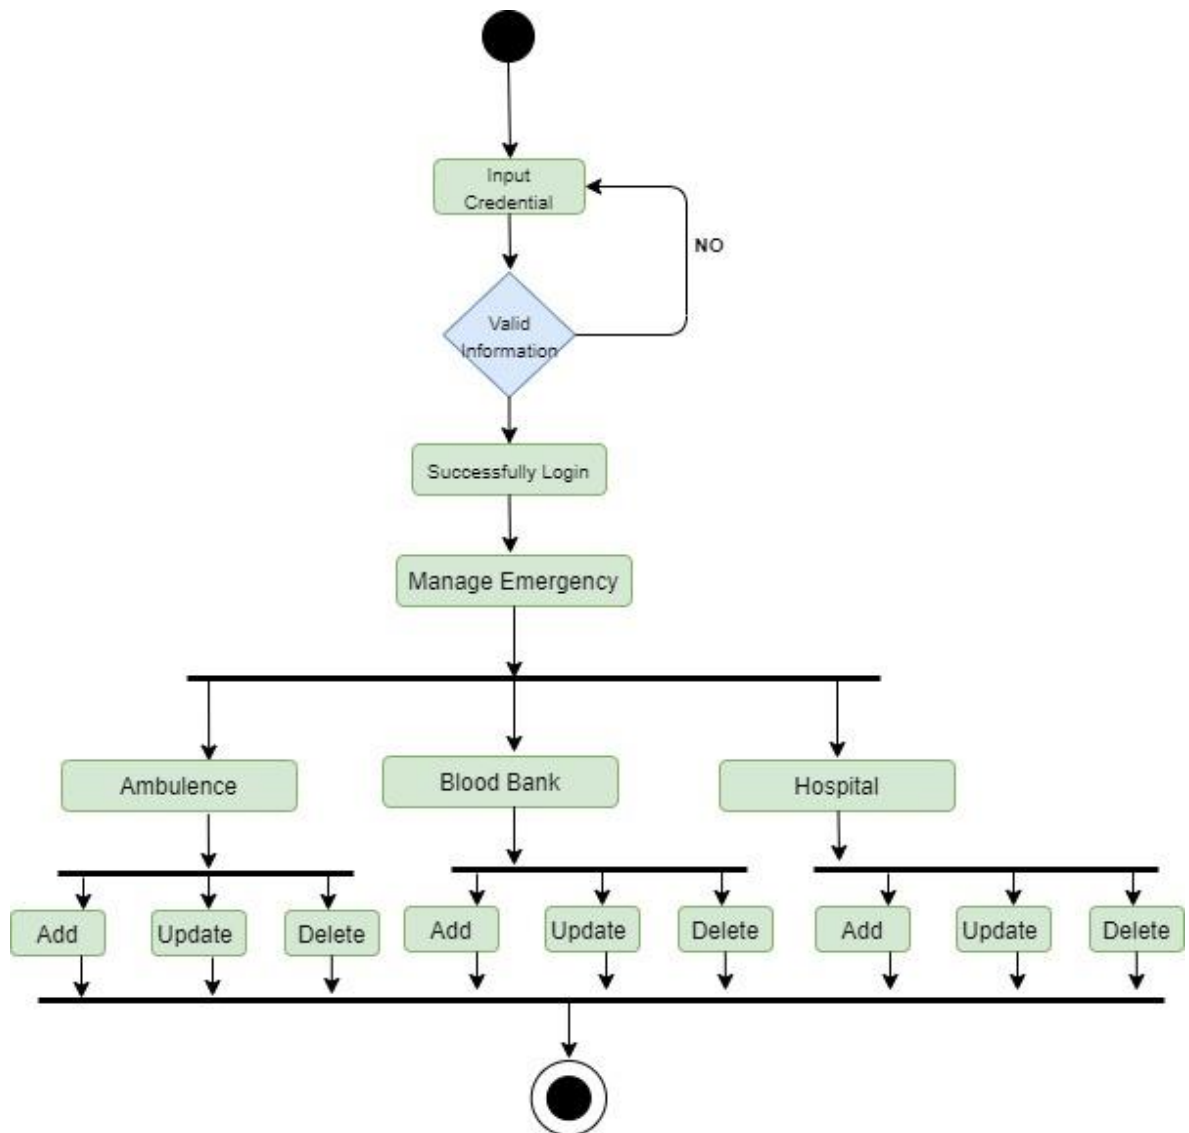 Input
Credential
NO
Valid
Information
Successfully Login
Manage Emergency
Ambulence
Blood Bank
Hospital
Add
Update
Delete
Add
Update
Delete
Add
Update
Delete